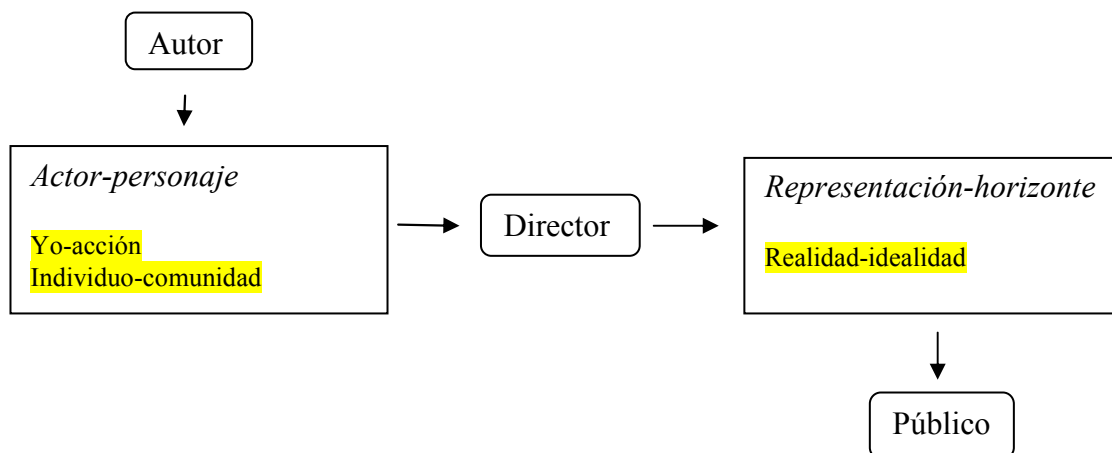 Autor
Actor-personaje
Yo-acción
Individuo-comunidad
Director
Representación-horizonte
Realidad-idealidad
Público